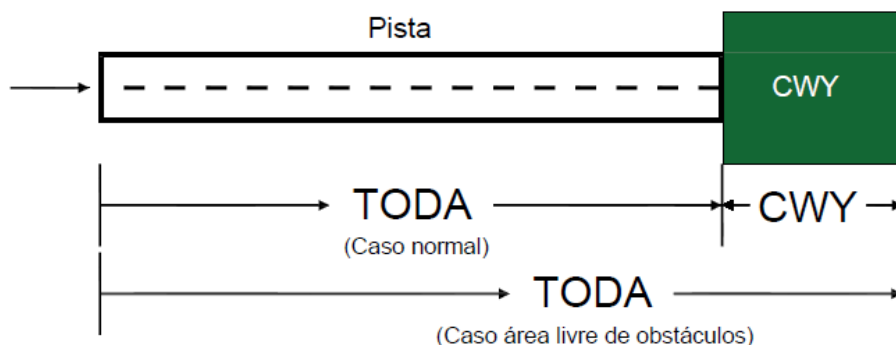 Pista
CWY
TODA
CWY
(Caso normal)
TODA
(Caso área livre de obstáculos)